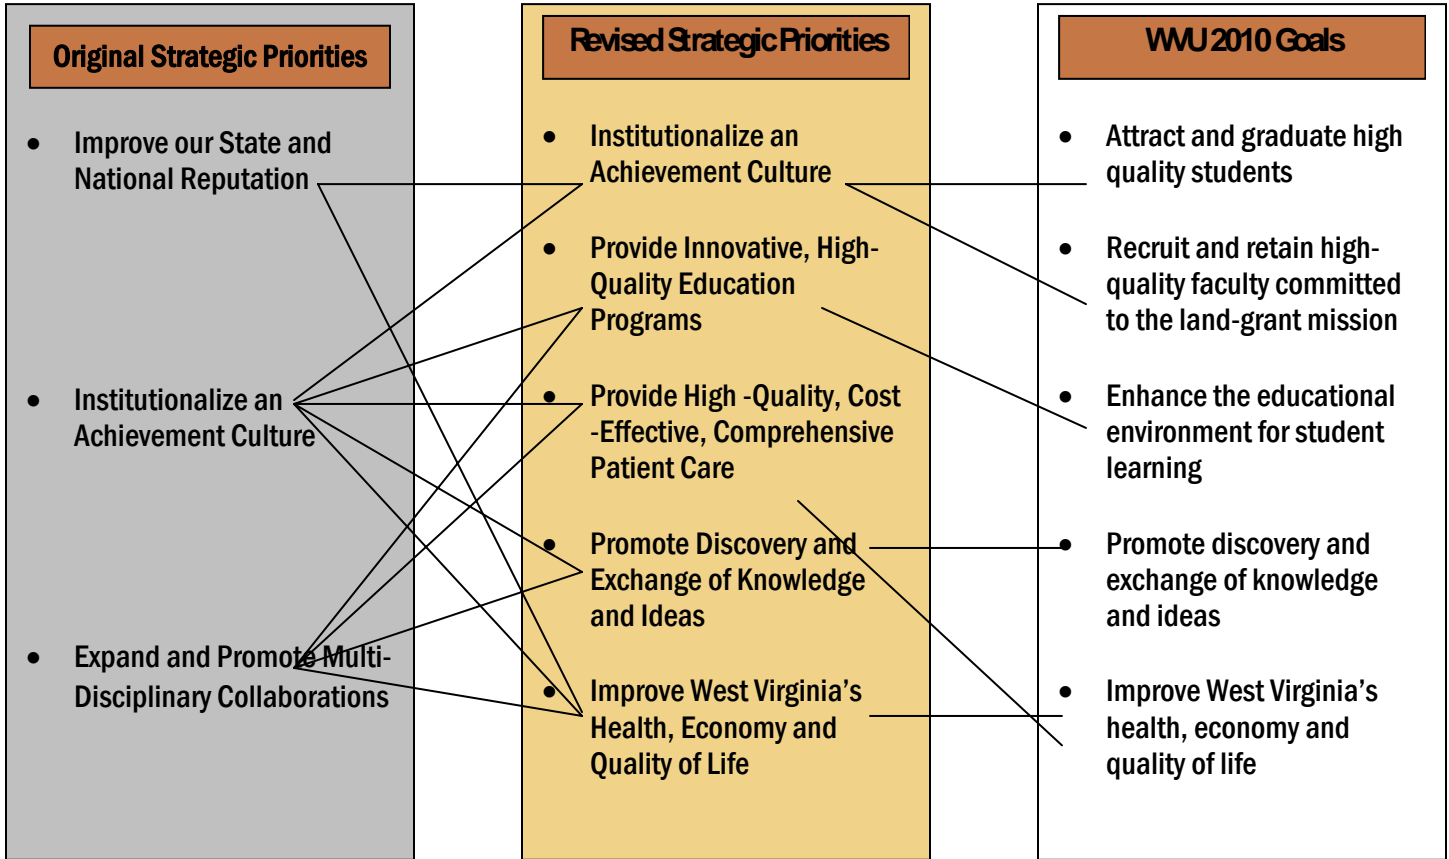 Original Strategic Priorities
• Improve our State and
National Reputation
• Institutionalize an
Achievement Culture
• Expand and Promote Multi-
Disciplinary Collaborations
Revised Strategic Priorities
• Institutionalize an
Achievement Culture
• Provide Innovative, High-
Quality Education
Programs
• Provide High -Quality, Cost
-Effective, Comprehensive
Patient Care
• Promote Discovery and
Exchange of Knowledge
and Ideas
• Improve West Virginia's
Health, Economy and
Quality of Life
WVU 2010 Goals
• Attract and graduate high
quality students
• Recruit and retain high-
quality faculty committed
to the land-grant mission
• Enhance the educational
environment for student
learning
• Promote discovery and
exchange of knowledge
and ideas
• Improve West Virginia's
health, economy and
quality of life